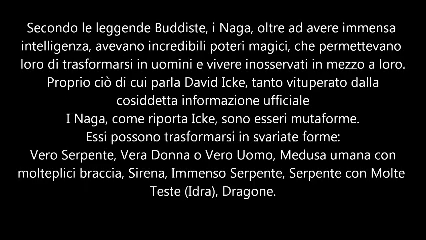 Secondo le leggende Buddiste, i Naga, oltre ad avere immensa
intelligenza, avevano incredibili poteri magici, che permettevano
loro di trasformarsi in uomini e vivere inosservati in mezzo a loro.
Proprio ciò di cui parla David Icke, tanto vituperato dalla
cosiddetta informazione ufficiale
I Naga, come riporta Icke, sono esseri mutaforme.
Essi possono trasformarsi in svariate forme:
Vero Serpente, Vera Donna o Vero Uomo, Medusa umana con
molteplici braccia, Sirena, Immenso Serpente, Serpente con Molte
Teste (Idra), Dragone.